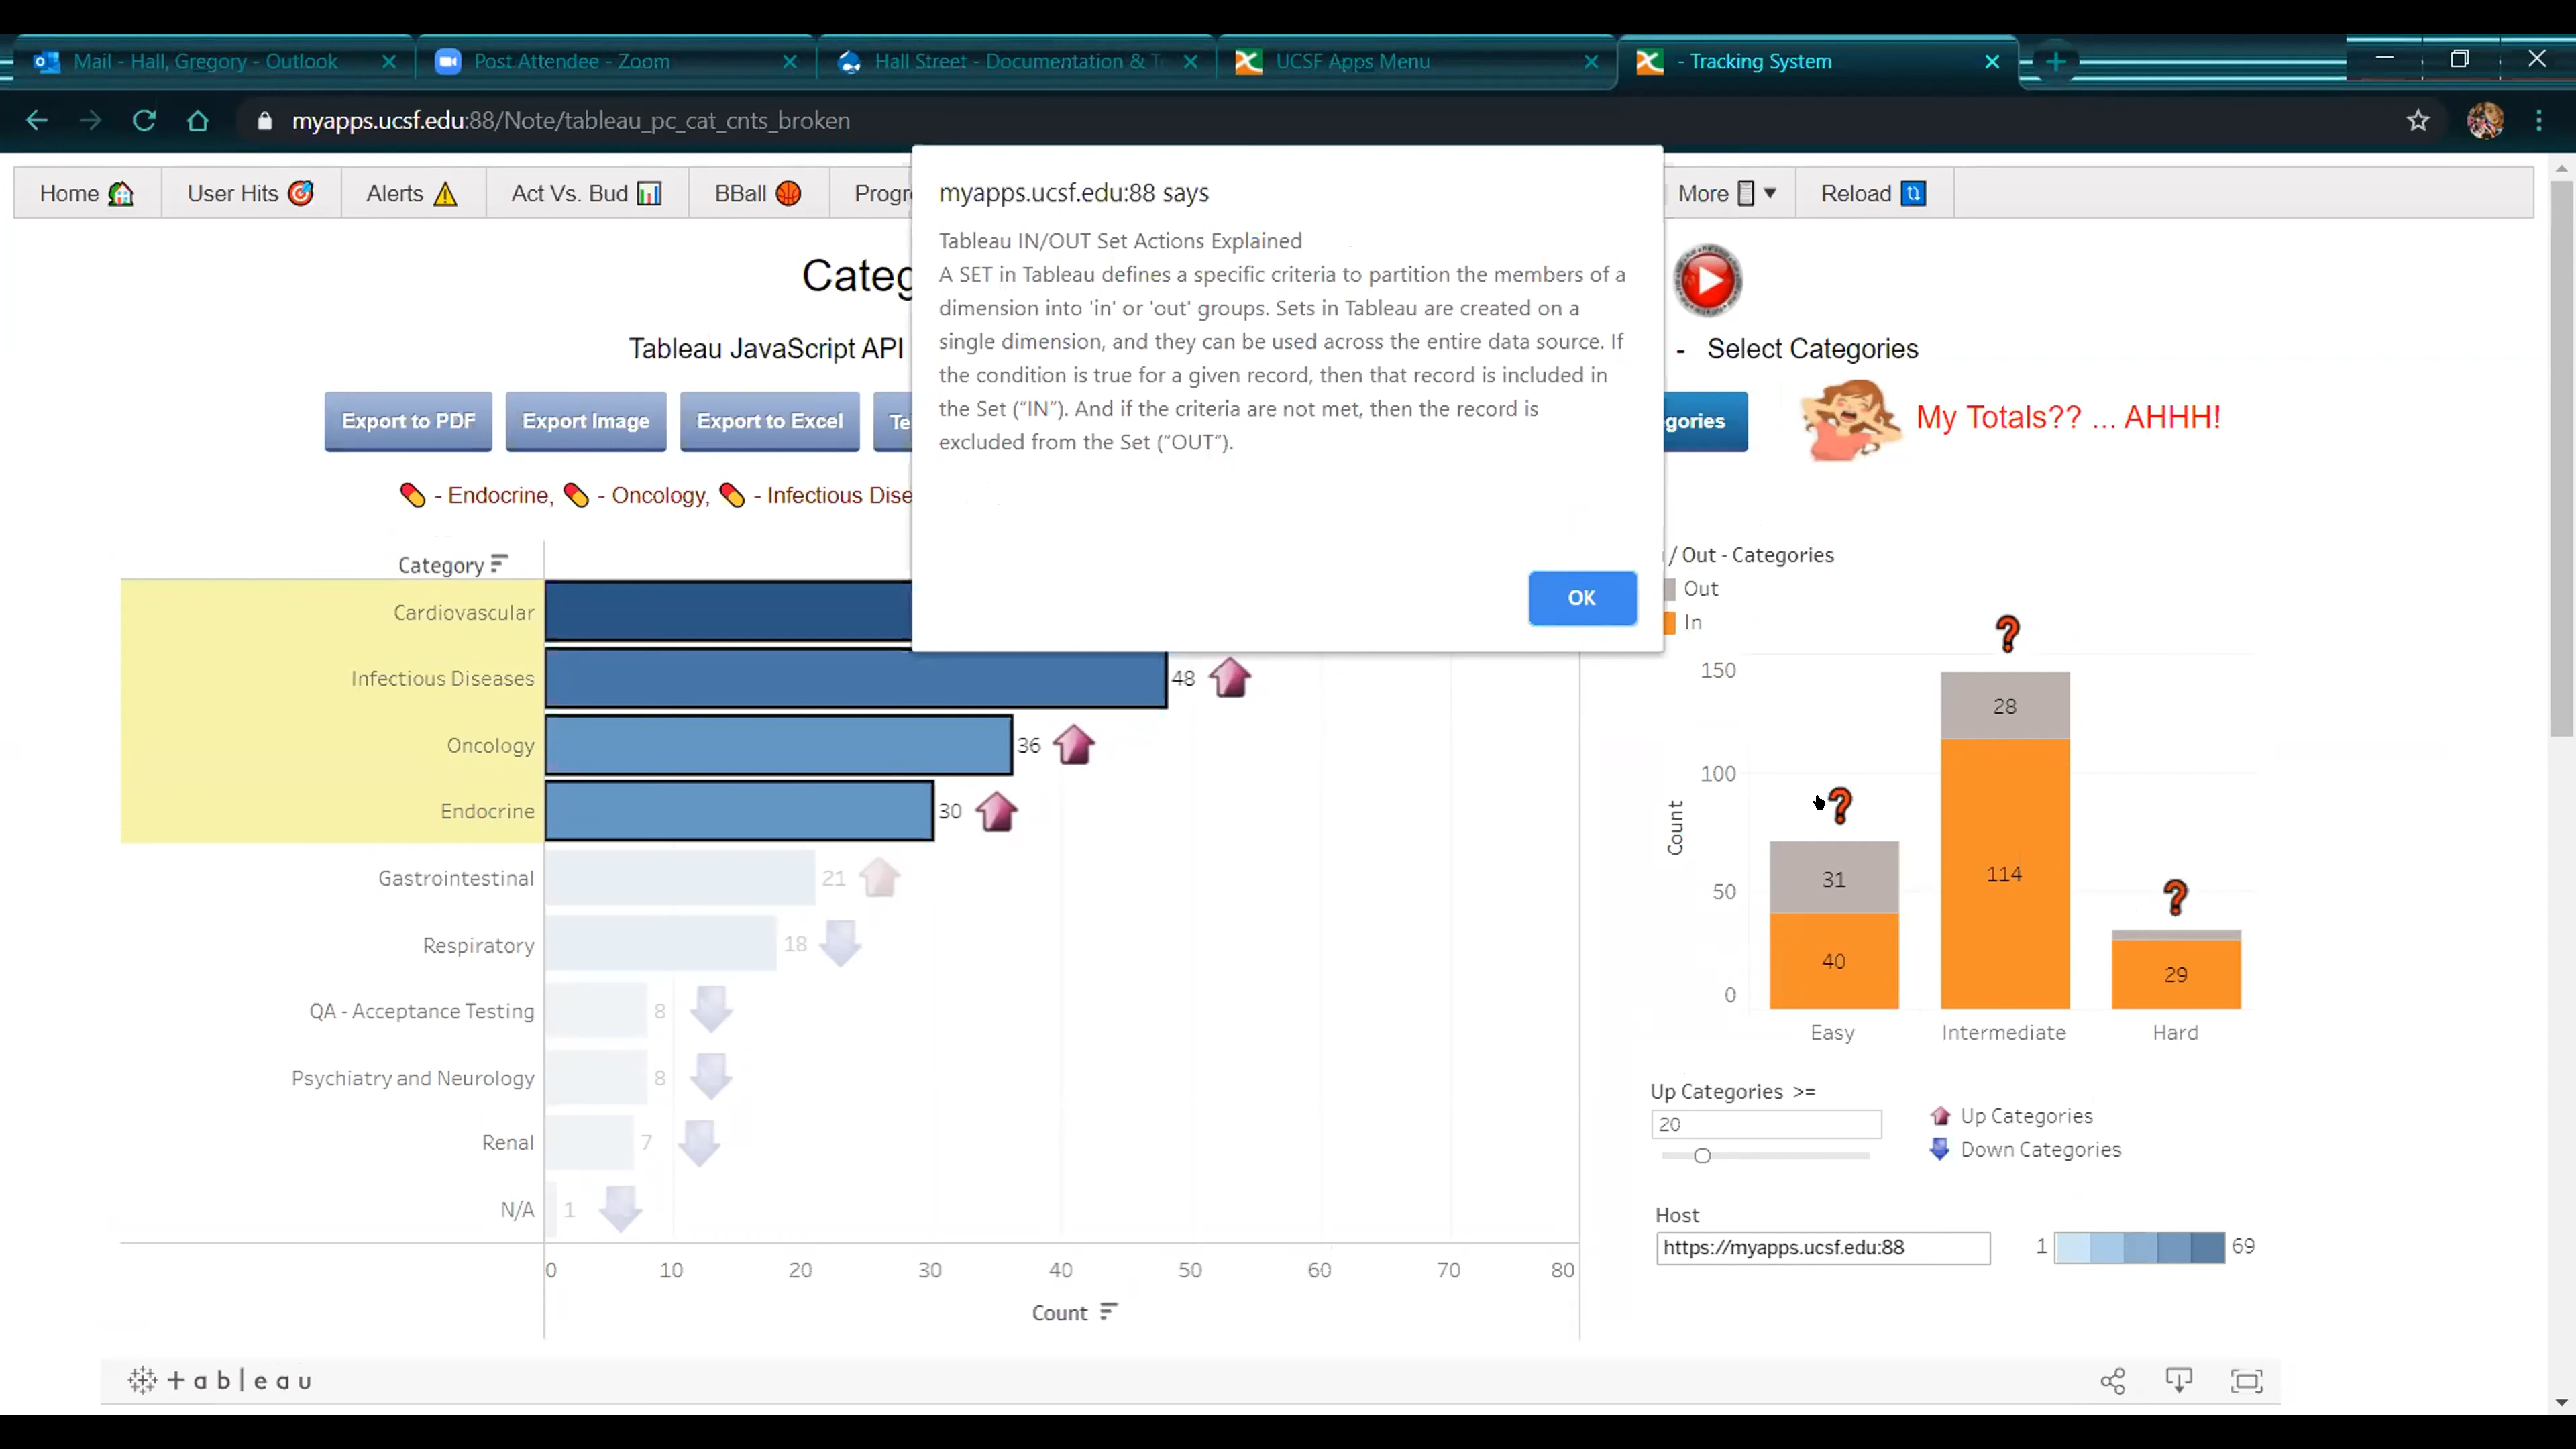 Mail - Hall, Gregory - Outlook
Post Attendee - Zoom
Hall Street - Documentation & T
UCSF Apps Menu
- Tracking System
myapps.ucsf.edu:88/Note/tableau_pc_cat_cnts_broken
Home
User Hits
Alerts
Act Vs. Bud
BBall
Progr
More
Reload
myapps.ucsf.edu:88 says
Tableau IN/OUT Set Actions Explained
A SET in Tableau defines a specific criteria to partition the members of a
dimension into 'in' or 'out' groups. Sets in Tableau are created on a
single dimension, and they can be used across the entire data source. If
the condition is true for a given record, then that record is included in
the Set (“IN”). And if the criteria are not met, then the record is
excluded from the Set (“OUT”).
OK
Categ
Tableau JavaScript API
- Select Categories
Export to PDF
Export Image
Export to Excel
Te
gories
My Totals?? ... AHHH!
- Endocrine, - Oncology, - Infectious Dise
Category
Cardiovascular
Infectious Diseases 48
Oncology 36
Endocrine 30
Gastrointestinal 21
Respiratory 18
QA - Acceptance Testing 8
Psychiatry and Neurology 8
Renal 7
N/A 1
0 10 20 30 40 50 60 70 80
Count
/ Out - Categories
Out
In
150
100
50
0
Count
?
?
?
28
114
31
40
29
Easy Intermediate Hard
Up Categories >=
20
Up Categories
Down Categories
Host
https://myapps.ucsf.edu:88
1 69
+ableau